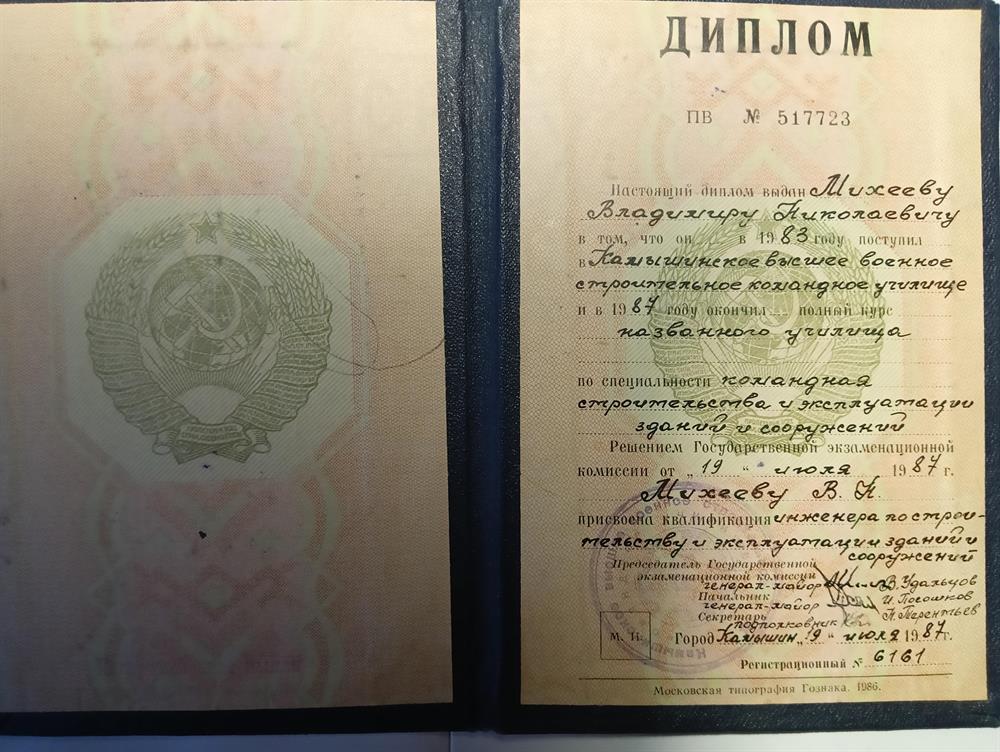 ДИПЛОМ
ПВ № 517723
Настоящий диплом выдан Михееву
Владимиру Николаевичу
в том, что он в 1983 году поступил
в Камышинское высшее военное
строительное командное училище
и в 1987 году окончил полный курс
названного училища
по специальности командная
строительства и эксплуатации
зданий и сооружений
Решением Государственной экзаменационной
комиссии от „19“ июля 1987 г.
Михееву В. Н.
присвоена квалификация инженера по строи-
тельству и эксплуатации зданий и
сооружений
Председатель Государственной
экзаменационной комиссии
генерал-майор В. Удальцов
Начальник
генерал-майор И. Посошков
Секретарь
подполковник Н. Терентьев
М. П. Город Камышин „19“ июля 1987 г.
Регистрационный № 6161
Московская типография Гознака. 1986.